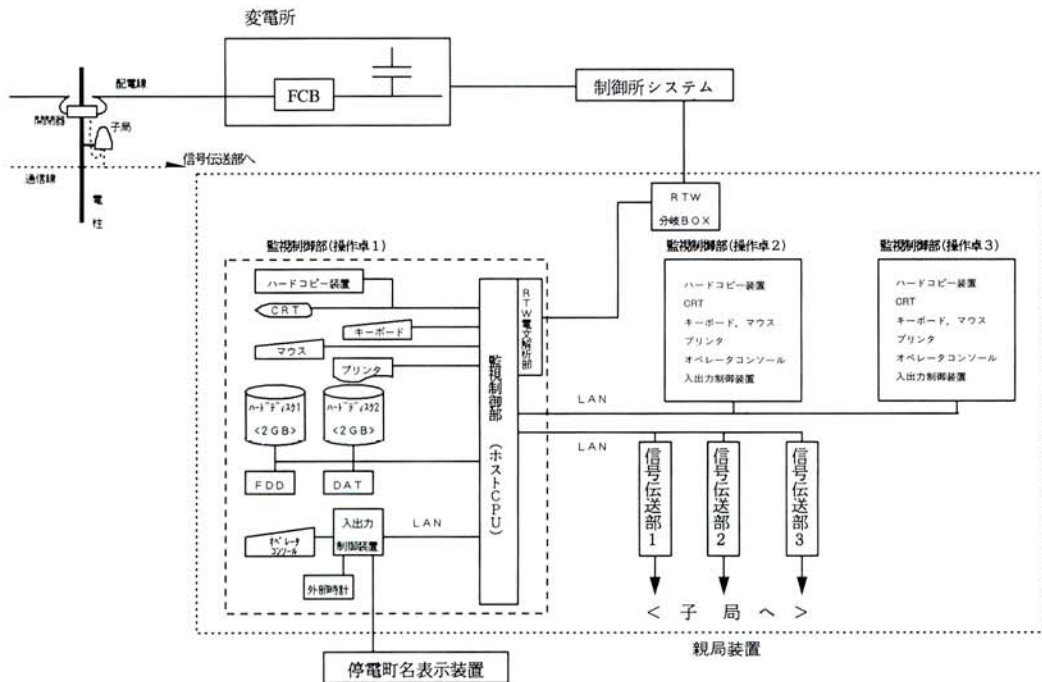 変電所
FCB
制御所システム
配電線
開閉器
子局
信号伝送部へ
通信線
電柱
RTW
分岐BOX
監視制御部(操作卓1)
ハードコピー装置
CRT
キーボード
マウス
プリンタ
ハードディスク1
<2GB>
ハードディスク2
<2GB>
FDD
DAT
オペレータ
コンソール
入出力
制御装置
LAN
外部時計
RTW電文解析部
監視制御部(ホストCPU)
監視制御部(操作卓2)
ハードコピー装置
CRT
キーボード,マウス
プリンタ
オペレータコンソール
入出力制御装置
監視制御部(操作卓3)
ハードコピー装置
CRT
キーボード,マウス
プリンタ
オペレータコンソール
入出力制御装置
LAN
LAN
信号伝送部1
信号伝送部2
信号伝送部3
<子局へ>
親局装置
停電町名表示装置